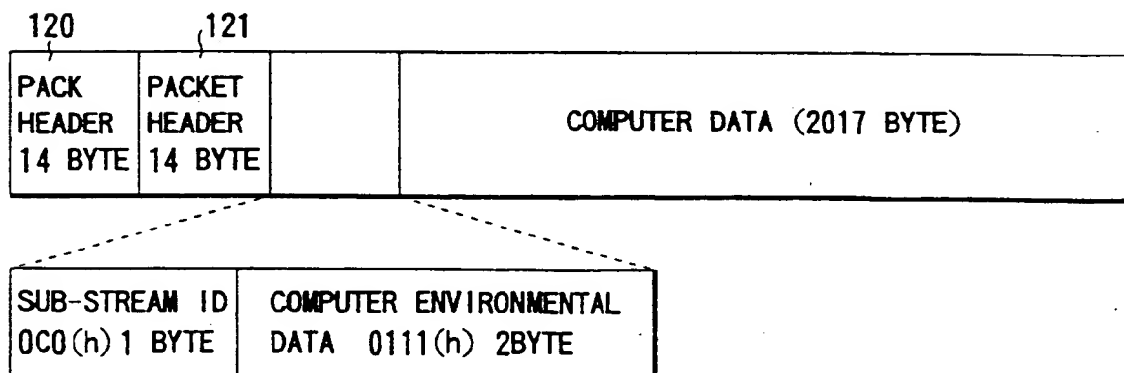 120
121
PACK
HEADER
14 BYTE
PACKET
HEADER
14 BYTE
COMPUTER DATA (2017 BYTE)
SUB-STREAM ID
0C0(h) 1 BYTE
COMPUTER ENVIRONMENTAL
DATA 0111(h) 2BYTE